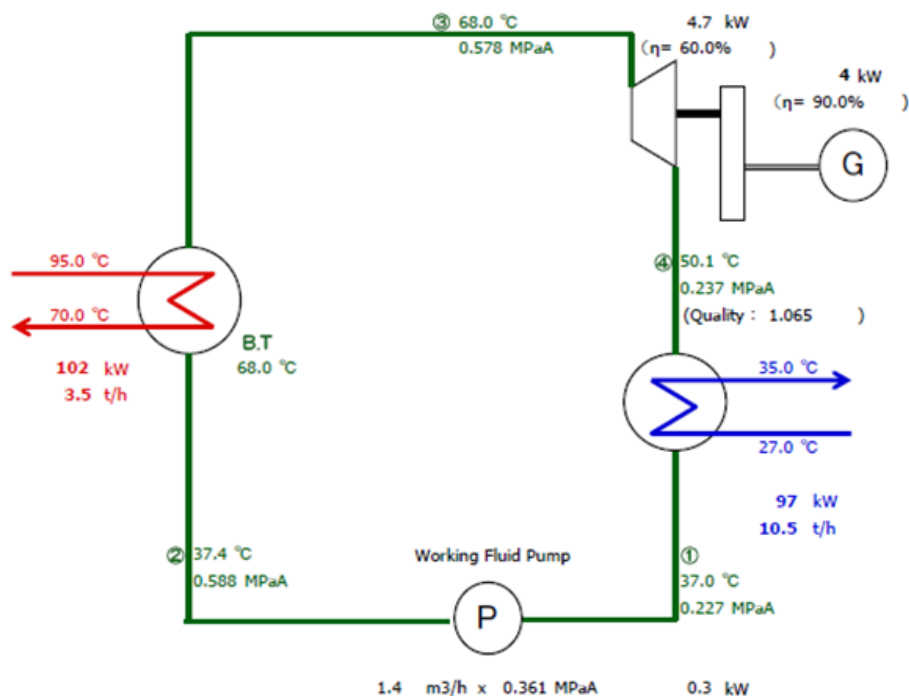 ③ 68.0 ℃
0.578 MPaA
4.7 kW
(η= 60.0% )
4 kW
(η= 90.0% )
G
95.0 ℃
70.0 ℃
B.T
68.0 ℃
102 kW
3.5 t/h
④ 50.1 ℃
0.237 MPaA
(Quality : 1.065 )
35.0 ℃
27.0 ℃
97 kW
10.5 t/h
② 37.4 ℃
0.588 MPaA
Working Fluid Pump
P
①
37.0 ℃
0.227 MPaA
1.4 m3/h x 0.361 MPaA 0.3 kW